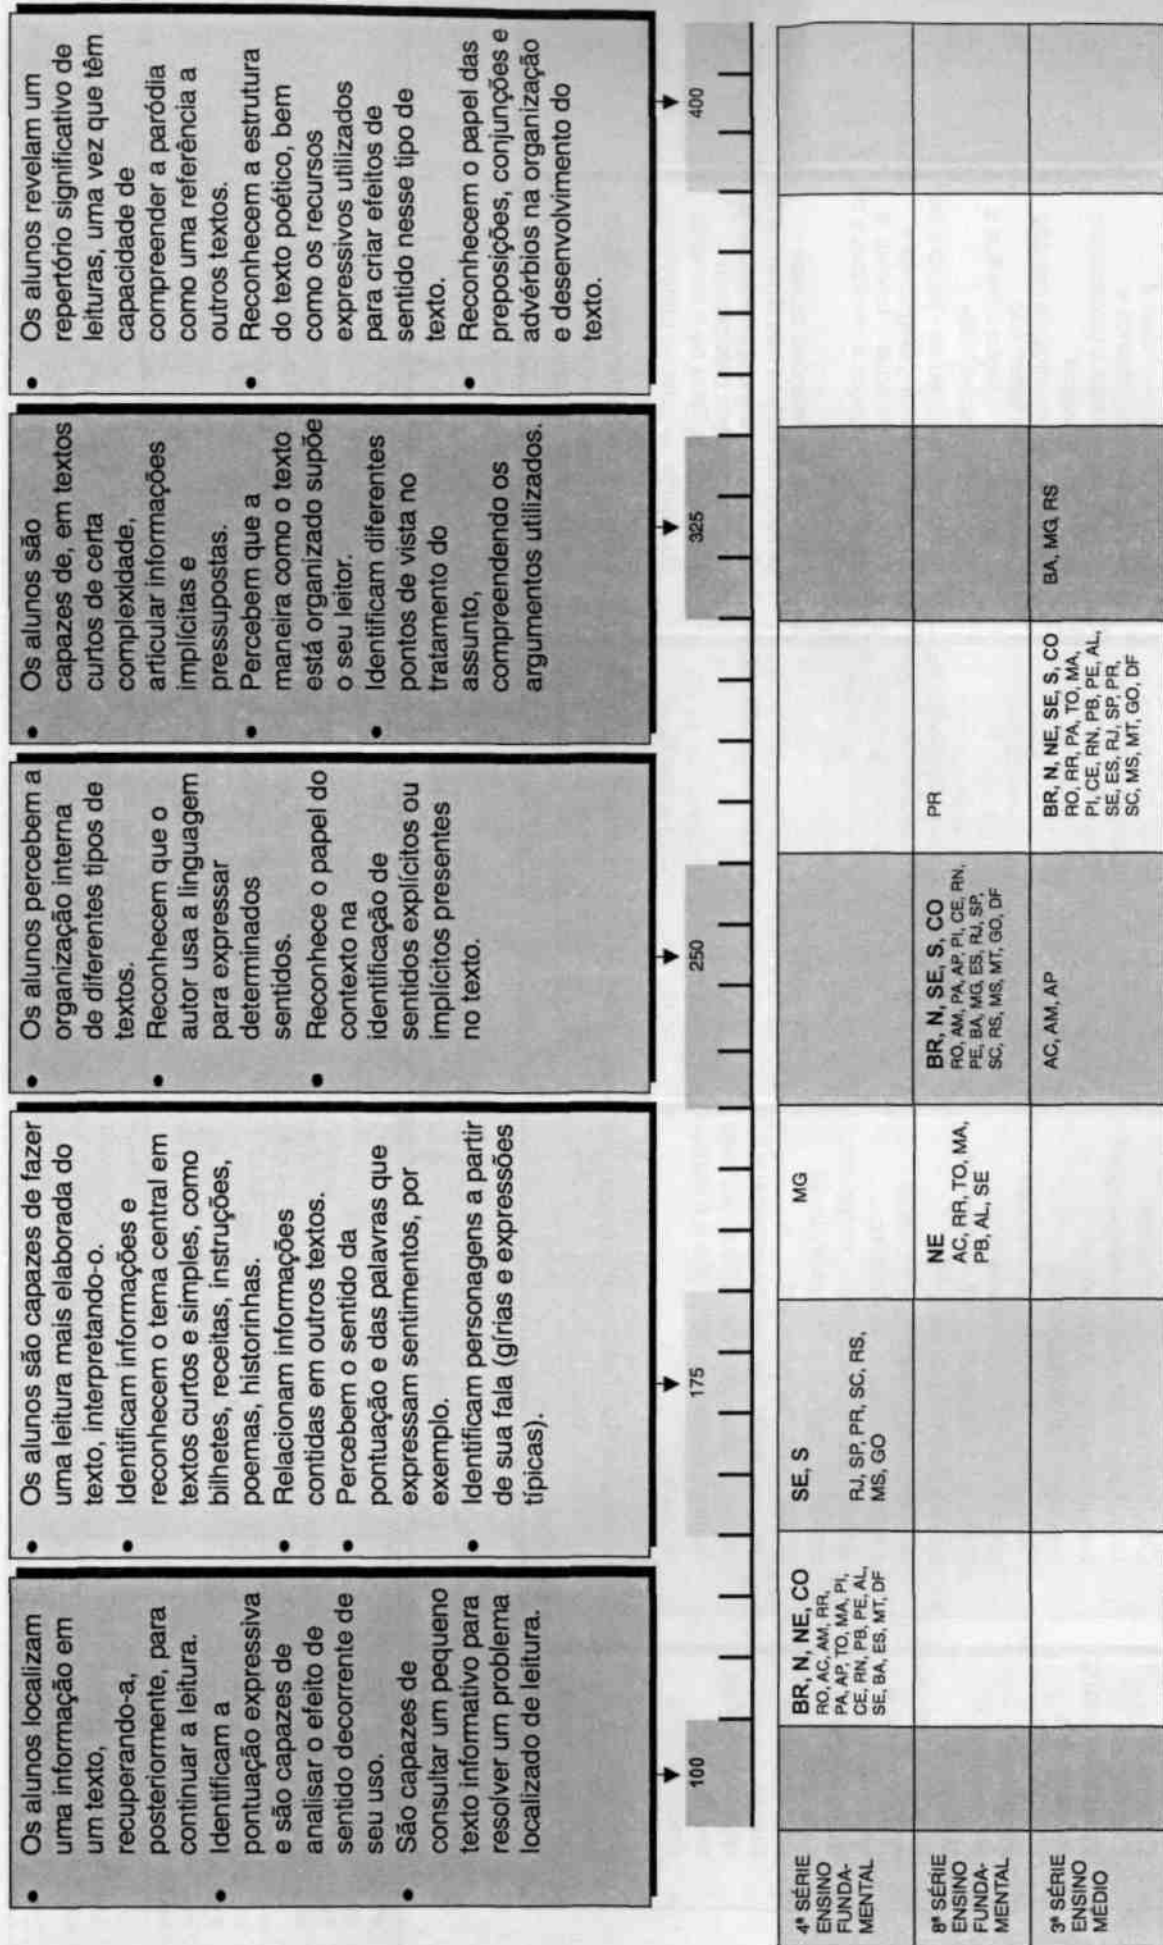 • Os alunos localizam
uma informação em
um texto,
recuperando-a,
posteriormente, para
continuar a leitura.
• Identificam a
pontuação expressiva
e são capazes de
analisar o efeito de
sentido decorrente de
seu uso.
• São capazes de
consultar um pequeno
texto informativo para
resolver um problema
localizado de leitura.
• Os alunos são capazes de fazer
uma leitura mais elaborada do
texto, interpretando-o.
• Identificam informações e
reconhecem o tema central em
textos curtos e simples, como
bilhetes, receitas, instruções,
poemas, historinhas.
• Relacionam informações
contidas em outros textos.
• Percebem o sentido da
pontuação e das palavras que
expressam sentimentos, por
exemplo.
• Identificam personagens a partir
de sua fala (gírias e expressões
típicas).
• Os alunos percebem a
organização interna
de diferentes tipos de
textos.
• Reconhecem que o
autor usa a linguagem
para expressar
determinados
sentidos.
• Reconhece o papel do
contexto na
identificação de
sentidos explícitos ou
implícitos presentes
no texto.
• Os alunos são
capazes de, em textos
curtos de certa
complexidade,
articular informações
implícitas e
pressupostas.
• Percebem que a
maneira como o texto
está organizado supõe
o seu leitor.
• Identificam diferentes
pontos de vista no
tratamento do
assunto,
compreendendo os
argumentos utilizados.
• Os alunos revelam um
repertório significativo de
leituras, uma vez que têm
capacidade de
compreender a paródia
como uma referência a
outros textos.
• Reconhecem a estrutura
do texto poético, bem
como os recursos
expressivos utilizados
para criar efeitos de
sentido nesse tipo de
texto.
• Reconhecem o papel das
preposições, conjunções e
advérbios na organização
e desenvolvimento do
texto.
100 175 250 325 400
4ª SÉRIE
ENSINO
FUNDA-
MENTAL
BR, N, NE, CO
RO, AC, AM, RR,
PA, AP, TO, MA, PI,
CE, RN, PB, PE, AL,
SE, BA, ES, MT, DF
SE, S
RJ, SP, PR, SC, RS,
MS, GO
MG
8ª SÉRIE
ENSINO
FUNDA-
MENTAL
NE
AC, RR, TO, MA,
PB, AL, SE
BR, N, SE, S, CO
RO, AM, PA, AP, PI, CE, RN,
PE, BA, MG, ES, RJ, SP,
SC, RS, MS, MT, GO, DF
PR
3ª SÉRIE
ENSINO
MÉDIO
AC, AM, AP
BR, N, NE, SE, S, CO
RO, RR, PA, TO, MA,
PI, CE, RN, PB, PE, AL,
SE, ES, RJ, SP, PR,
SC, MS, MT, GO, DF
BA, MG, RS